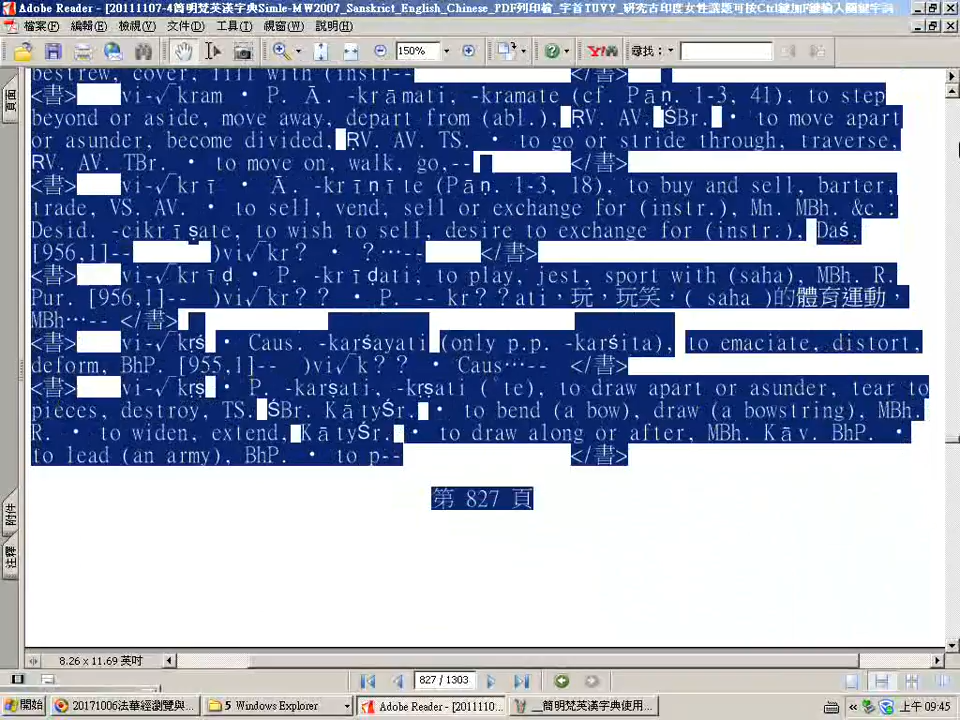 Adobe Reader - [20111107-4簡明梵英漢字典Simle-MW2007_Sanskrict_English_Chinese_PDF列印檔_字首TUVY_研究古印度女性議題可按Ctrl鍵加F鍵輸入關鍵字詞
檔案(F) 編輯(E) 檢視(V) 文件(D) 工具(T) 視窗(W) 說明(H)
150% Y! 尋找：
頁面
bestrew, cover, fill with (instr-- </書>
<書> vi-√kram • P. Ā. -krāmati, -kramate (cf. Pāṇ. 1-3, 41), to step
beyond or aside, move away, depart from (abl.), ṚV. AV. ŚBr. • to move apart
or asunder, become divided, ṚV. AV. TS. • to go or stride through, traverse,
ṚV. AV. TBr. • to move on, walk, go,-- </書>
<書> vi-√krī • Ā. -krīṇīte (Pāṇ. 1-3, 18), to buy and sell, barter,
trade, VS. AV. • to sell, vend, sell or exchange for (instr.), Mn. MBh. &c.:
Desid. -cikrīṣate, to wish to sell, desire to exchange for (instr.), Daś.
[956,1]-- )vi√kr？ • ？…-- </書>
<書> vi-√krīḍ • P. -krīḍati, to play, jest, sport with (saha), MBh. R.
Pur. [956,1]-- )vi√kr？？ • P. -- kr？？ati，玩，玩笑，( saha )的體育運動，
MBh…-- </書>
<書> vi-√kṛś • Caus. -karśayati (only p.p. -karśita), to emaciate, distort,
deform, BhP. [955,1]-- )vi√k？？ • Caus…-- </書>
<書> vi-√kṛṣ • P. -karṣati. -kṛṣati (°te), to draw apart or asunder, tear to
pieces, destroy, TS. ŚBr. KātyŚr. • to bend (a bow), draw (a bowstring), MBh.
R. • to widen, extend, KātyŚr. • to draw along or after, MBh. Kāv. BhP. •
to lead (an army), BhP. • to p-- </書>
第 827 頁
附件
注釋
8.26 x 11.69 英吋
827 / 1303
開始 20171006法華經瀏覽與... 5 Windows Explorer Adobe Reader - [20111... __簡明梵英漢字典使用... 上午 09:45